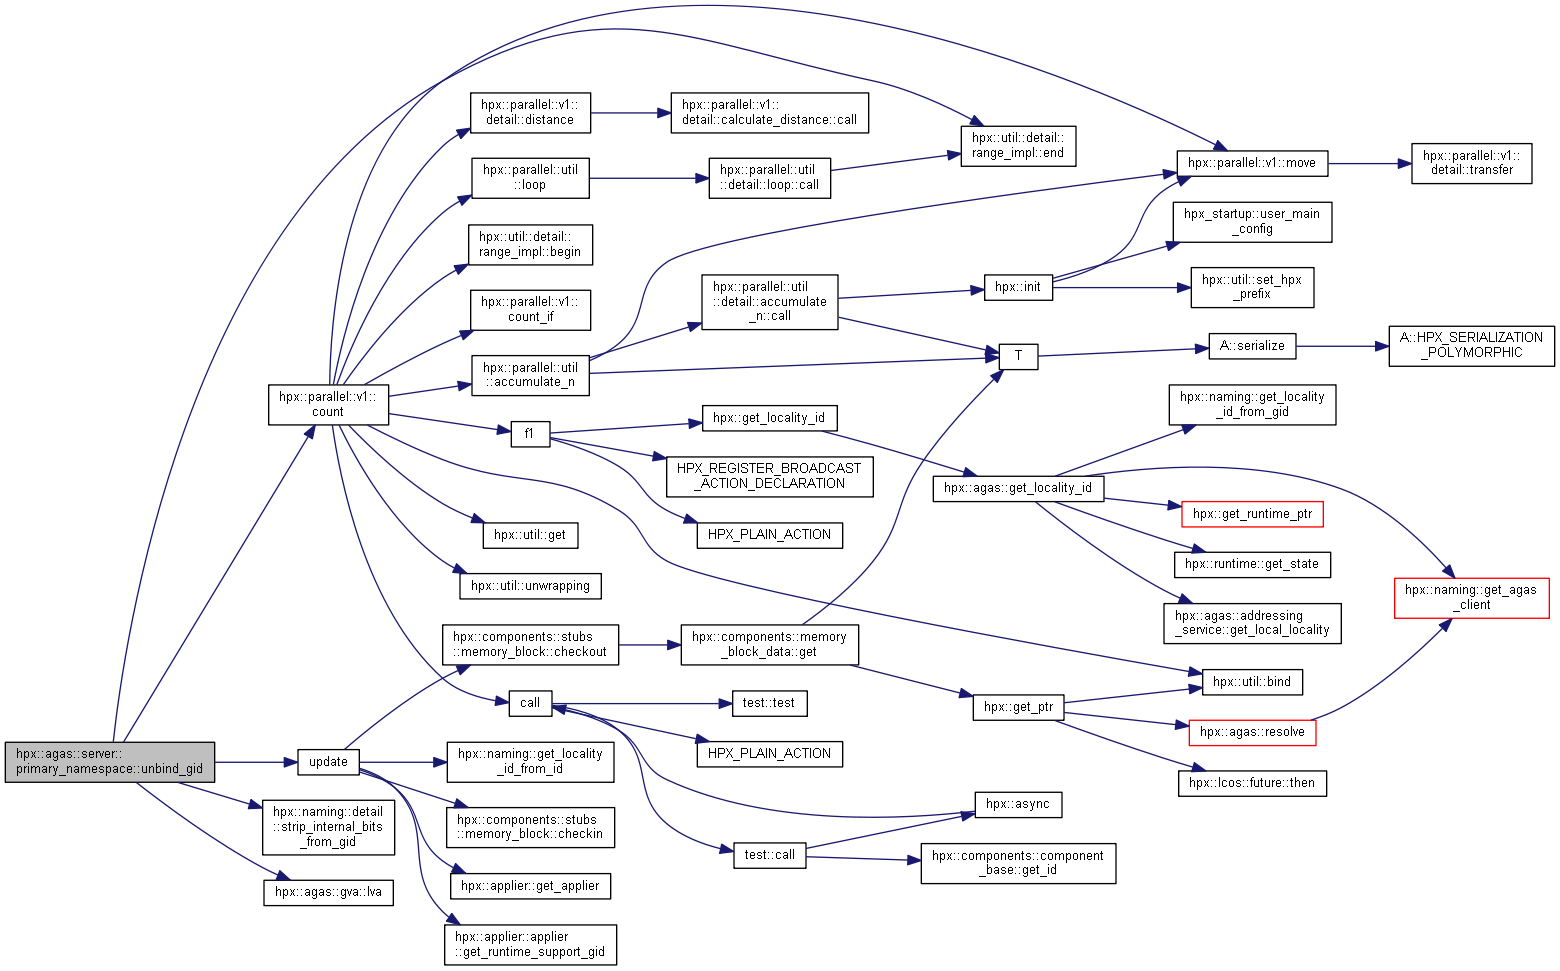 hpx::agas::server::
primary_namespace::unbind_gid
hpx::parallel::v1::
count
update
hpx::naming::detail
::strip_internal_bits
_from_gid
hpx::agas::gva::lva
hpx::parallel::v1::
detail::distance
hpx::parallel::util
::loop
hpx::util::detail::
range_impl::begin
hpx::parallel::v1::
count_if
hpx::parallel::util
::accumulate_n
f1
hpx::util::get
hpx::util::unwrapping
hpx::components::stubs
::memory_block::checkout
call
hpx::naming::get_locality
_id_from_id
hpx::components::stubs
::memory_block::checkin
hpx::applier::get_applier
hpx::applier::applier
::get_runtime_support_gid
hpx::parallel::v1::
detail::calculate_distance::call
hpx::parallel::util
::detail::loop::call
hpx::parallel::util
::detail::accumulate
_n::call
hpx::get_locality_id
HPX_REGISTER_BROADCAST
_ACTION_DECLARATION
HPX_PLAIN_ACTION
hpx::components::memory
_block_data::get
test::test
HPX_PLAIN_ACTION
test::call
hpx::util::detail::
range_impl::end
hpx::init
T
hpx::agas::get_locality_id
hpx::get_ptr
hpx::async
hpx::components::component
_base::get_id
hpx::parallel::v1::move
hpx_startup::user_main
_config
hpx::util::set_hpx
_prefix
A::serialize
hpx::naming::get_locality
_id_from_gid
hpx::get_runtime_ptr
hpx::runtime::get_state
hpx::agas::addressing
_service::get_local_locality
hpx::util::bind
hpx::agas::resolve
hpx::lcos::future::then
hpx::parallel::v1::
detail::transfer
A::HPX_SERIALIZATION
_POLYMORPHIC
hpx::naming::get_agas
_client